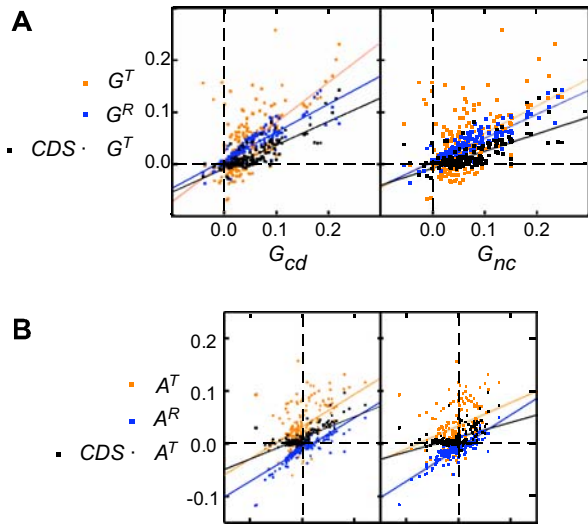 A
0.2
G^T
G^R
0.1
CDS · G^T
0.0
0.0 0.1 0.2 0.0 0.1 0.2
G_cd G_nc
B
0.2
A^T
0.1
A^R
CDS · A^T
0.0
-0.1